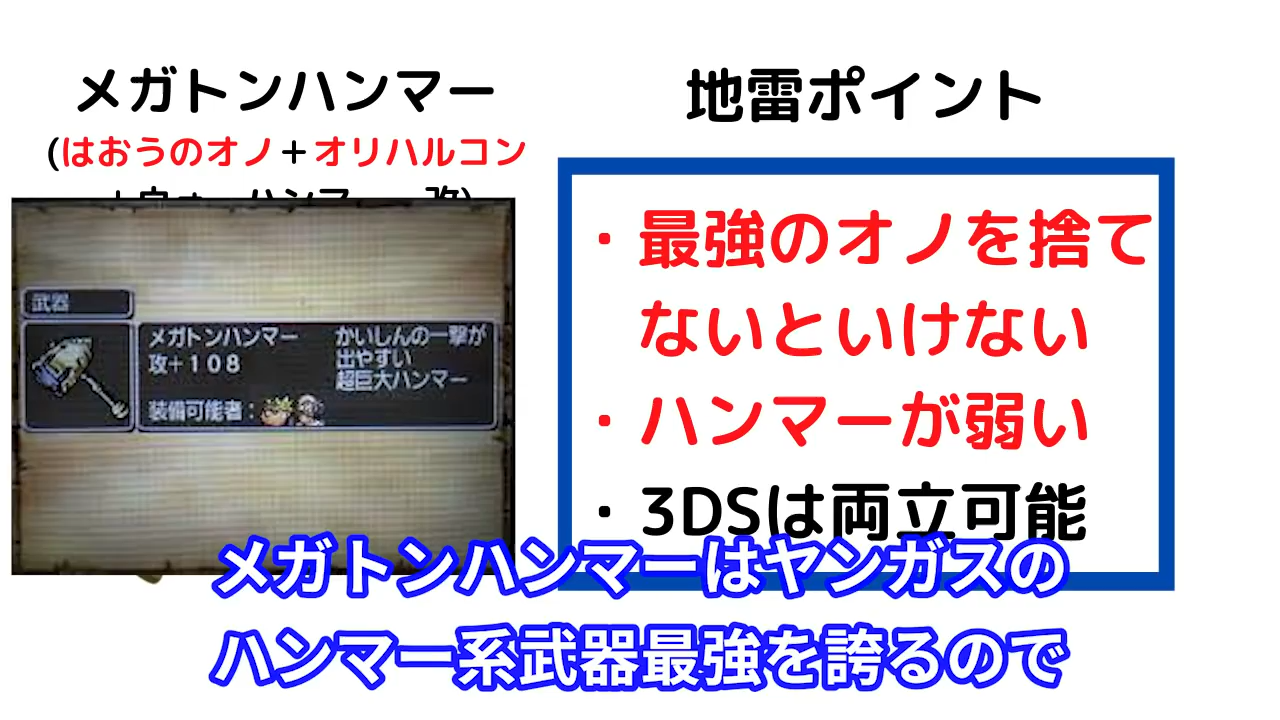 メガトンハンマー
(はおうのオノ＋オリハルコン
地雷ポイント
・最強のオノを捨て
ないといけない
・ハンマーが弱い
・3DSは両立可能
武器
メガトンハンマー
攻＋１０８
装備可能者：
かいしんの一撃が
出やすい
超巨大ハンマー
メガトンハンマーはヤンガスの
ハンマー系武器最強を誇るので